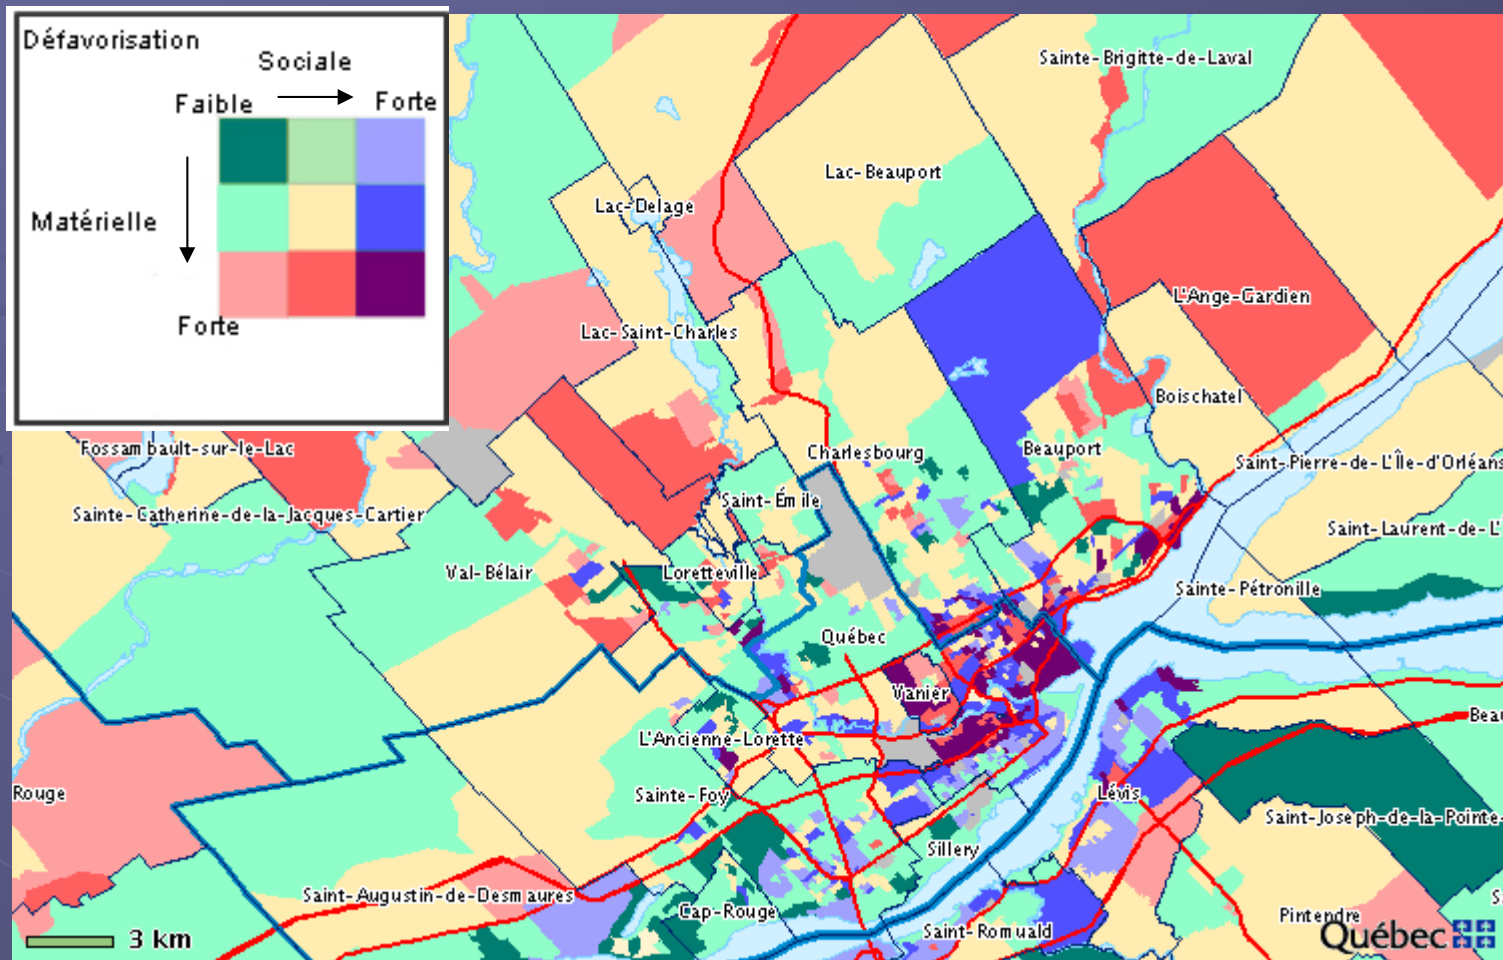 Défavorisation
Sociale
Faible
Forte
Matérielle
Forte
Sainte-Brigitte-de-Laval
Lac-Beauport
Lac-Delage
L'Ange-Gardien
Lac-Saint-Charles
Boischatel
Fossambault-sur-le-Lac
Charlesbourg
Beauport
Saint-Pierre-de-L'Île-d'Orléans
Sainte-Catherine-de-la-Jacques-Cartier
Saint-Émile
Saint-Laurent-de-L'
Val-Bélair
Loretteville
Sainte-Pétronille
Québec
Vanier
Beau
L'Ancienne-Lorette
Rouge
Sainte-Foy
Lévis
Saint-Joseph-de-la-Pointe-
Sillery
Saint-Augustin-de-Desmaures
S
Cap-Rouge
Pintendre
Saint-Romuald
3 km
Québec